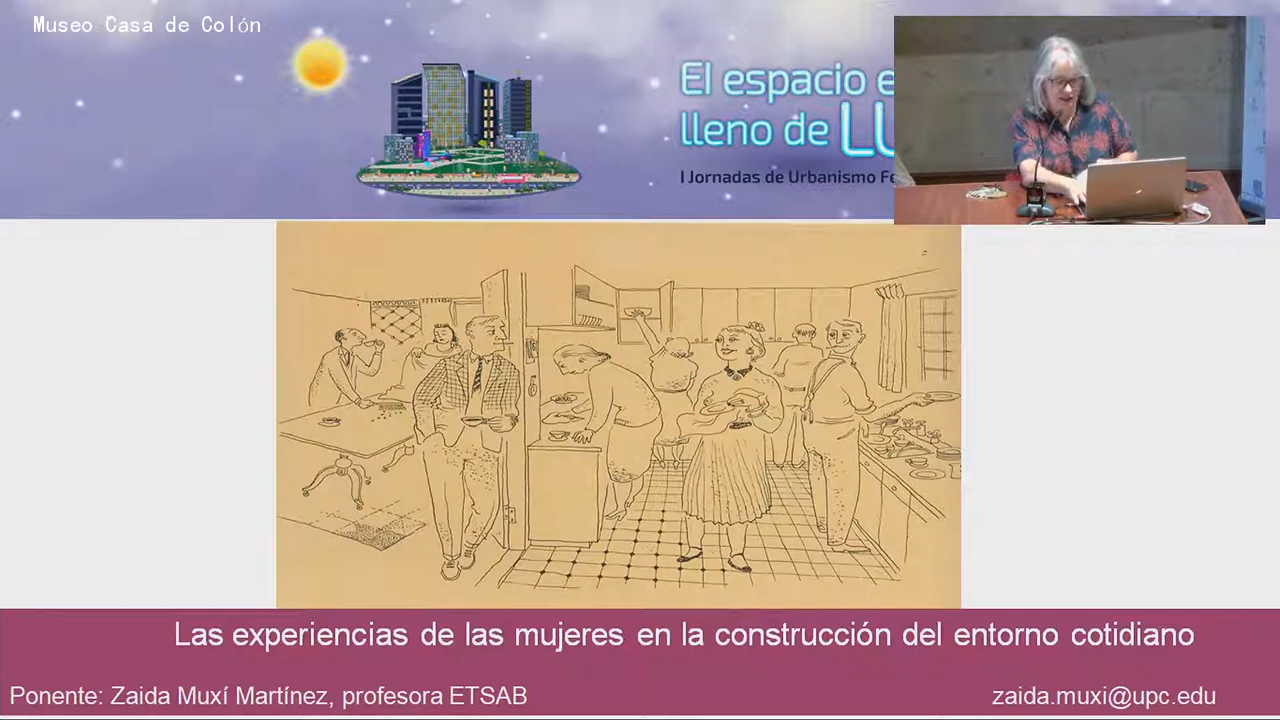 Museo Casa de Colón
El espacio e
lleno de LU
I Jornadas de Urbanismo Fe
Las experiencias de las mujeres en la construcción del entorno cotidiano
Ponente: Zaida Muxí Martínez, profesora ETSAB
zaida.muxi@upc.edu